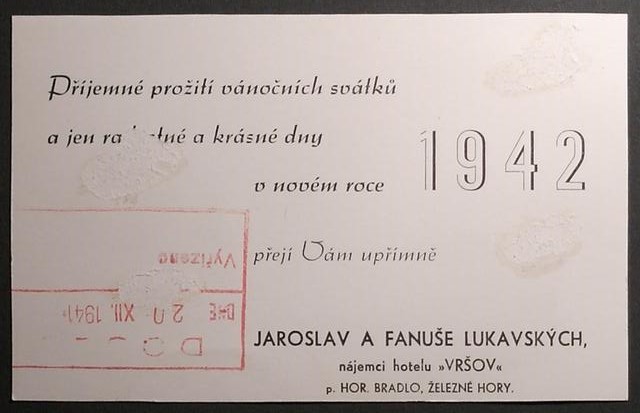 Příjemné prožití vánočních svátků
a jen a krásné dny
1942
v novém roce
přejí Vám upřímně
JAROSLAV A FANUŠE LUKAVSKÝCH,
nájemci hotelu »VRŠOV«
p. HOR. BRADLO, ŽELEZNÉ HORY.
Vyřízeno
DNE 2 XII. 1941